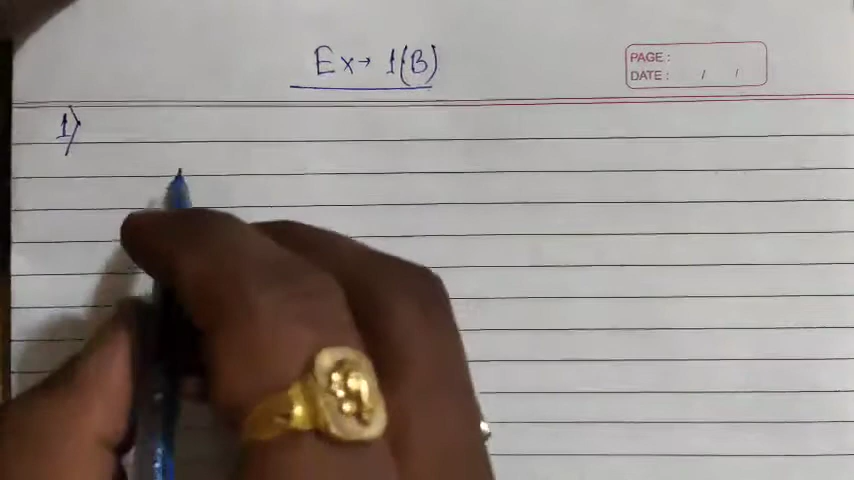 Ex→ 1(B)
PAGE :
DATE : / /
1)